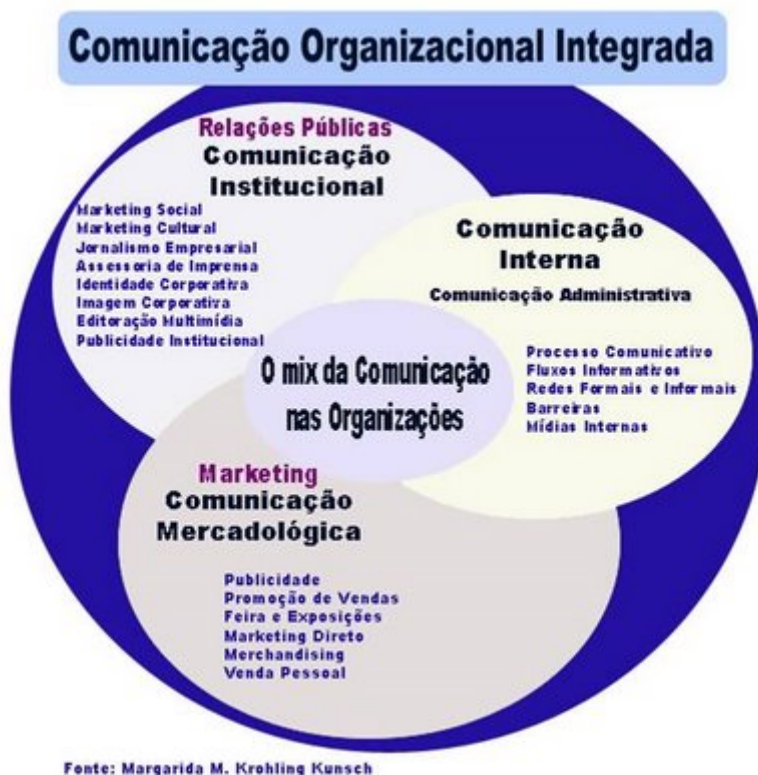 Comunicação Organizacional Integrada
Relações Públicas
Comunicação
Institucional
Marketing Social
Marketing Cultural
Jornalismo Empresarial
Assessoria de Imprensa
Identidade Corporativa
Imagem Corporativa
Editoração Multimídia
Publicidade Institucional
Comunicação
Interna
Comunicação Administrativa
Processo Comunicativo
Fluxos Informativos
Redes Formais e Informais
Barreiras
Mídias Internas
O mix da Comunicação
nas Organizações
Marketing
Comunicação
Mercadológica
Publicidade
Promoção de Vendas
Feira e Exposições
Marketing Direto
Merchandising
Venda Pessoal
Fonte: Margarida M. Krohling Kunsch